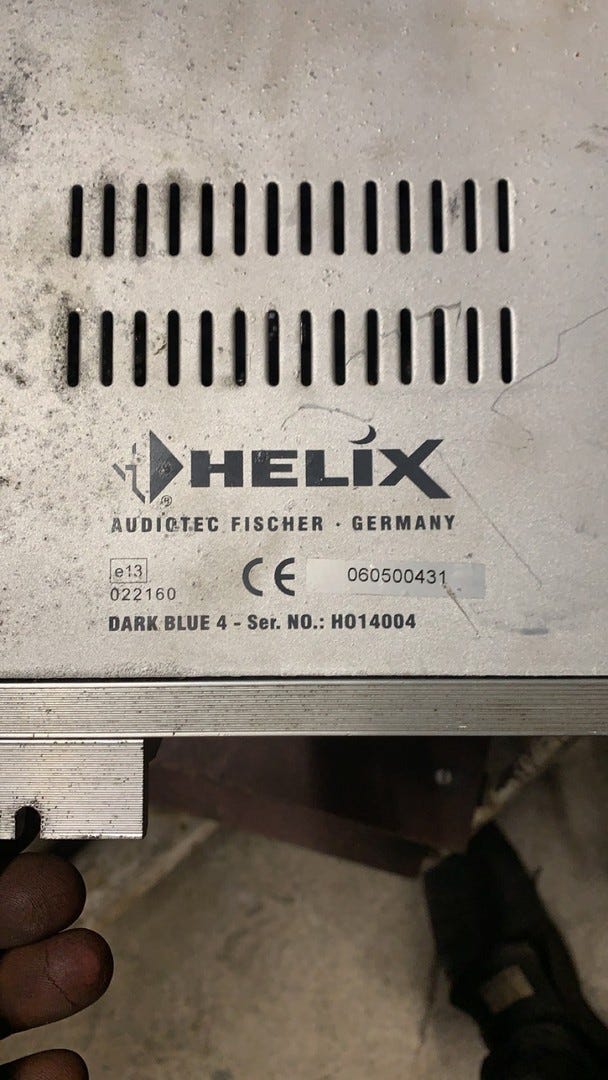 HELIX
AUDIOTEC FISCHER · GERMANY
e13
022160
CE
060500431
DARK BLUE 4 - Ser. NO.: HO14004